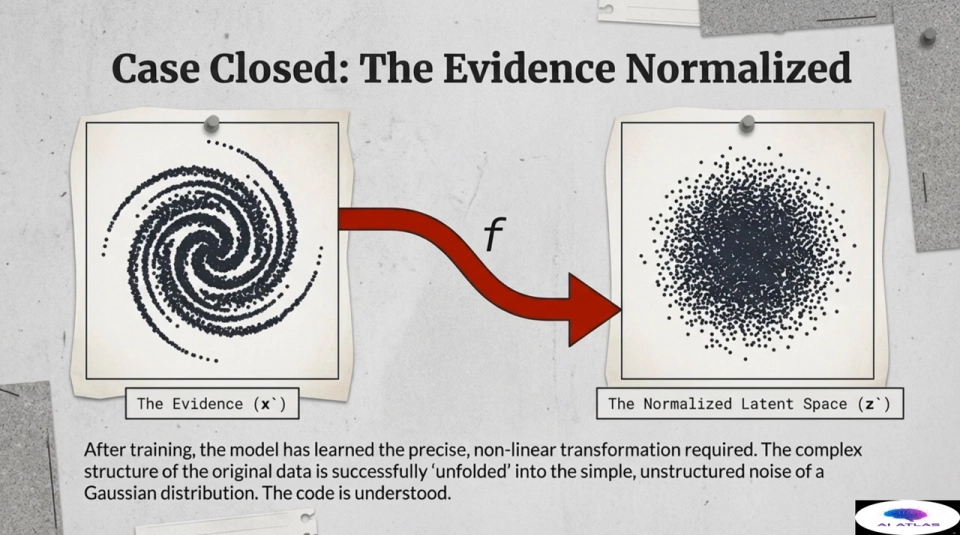 Case Closed: The Evidence Normalized
f
The Evidence (x`)
The Normalized Latent Space (z`)
After training, the model has learned the precise, non-linear transformation required. The complex
structure of the original data is successfully ‘unfolded’ into the simple, unstructured noise of a
Gaussian distribution. The code is understood.
AI ATLAS